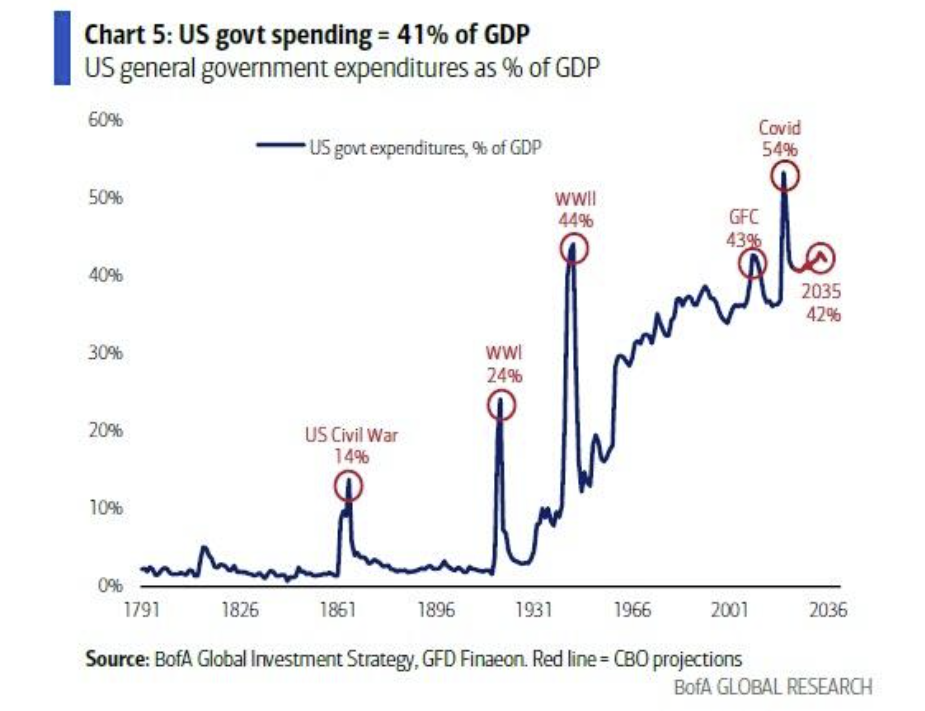 Chart 5: US govt spending = 41% of GDP
US general government expenditures as % of GDP
60%
US govt expenditures, % of GDP
Covid
54%
50%
WWII
44%
GFC
43%
40%
2035
42%
30%
WWI
24%
20%
US Civil War
14%
10%
0%
1791 1826 1861 1896 1931 1966 2001 2036
Source: BofA Global Investment Strategy, GFD Finaeon. Red line = CBO projections
BofA GLOBAL RESEARCH